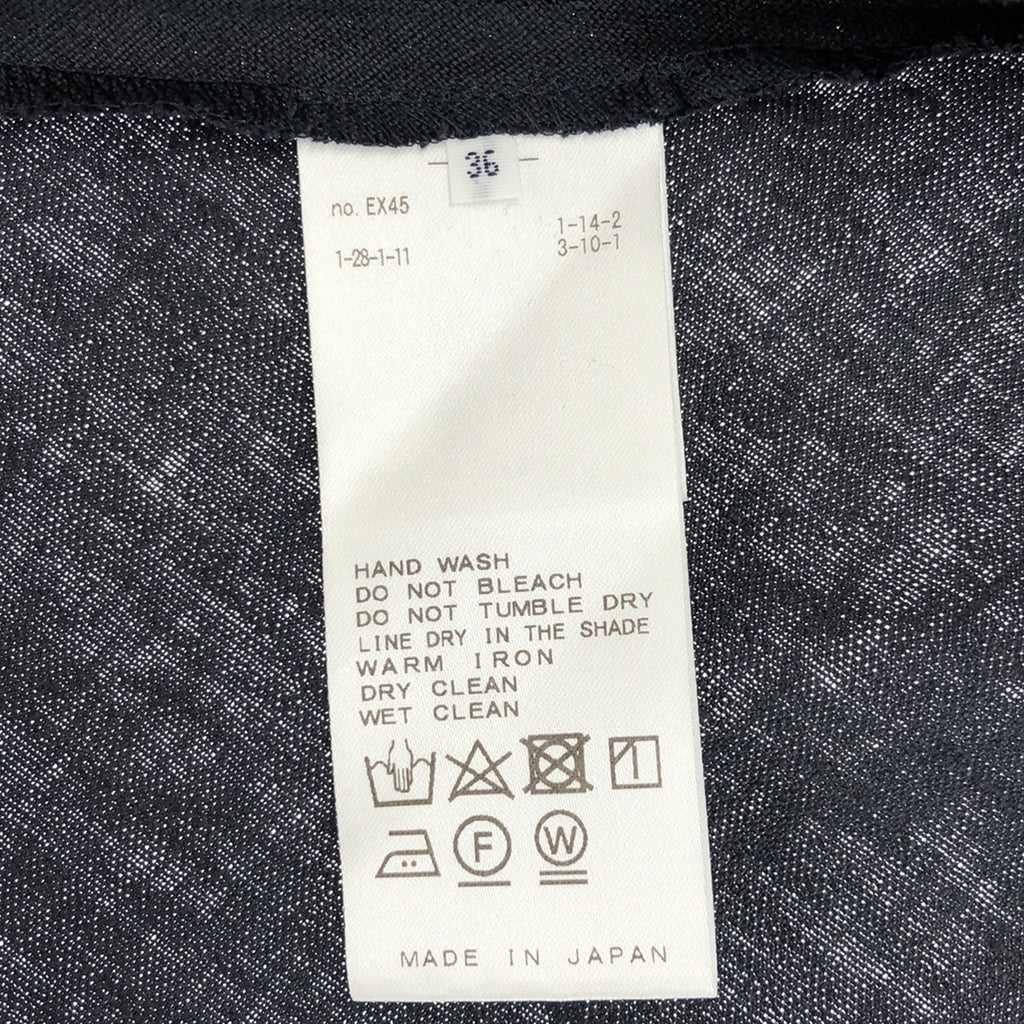 36
no. EX45
1-14-2
1-28-1-11
3-10-1
HAND WASH
DO NOT BLEACH
DO NOT TUMBLE DRY
LINE DRY IN THE SHADE
WARM IRON
DRY CLEAN
WET CLEAN
F W
MADE IN JAPAN